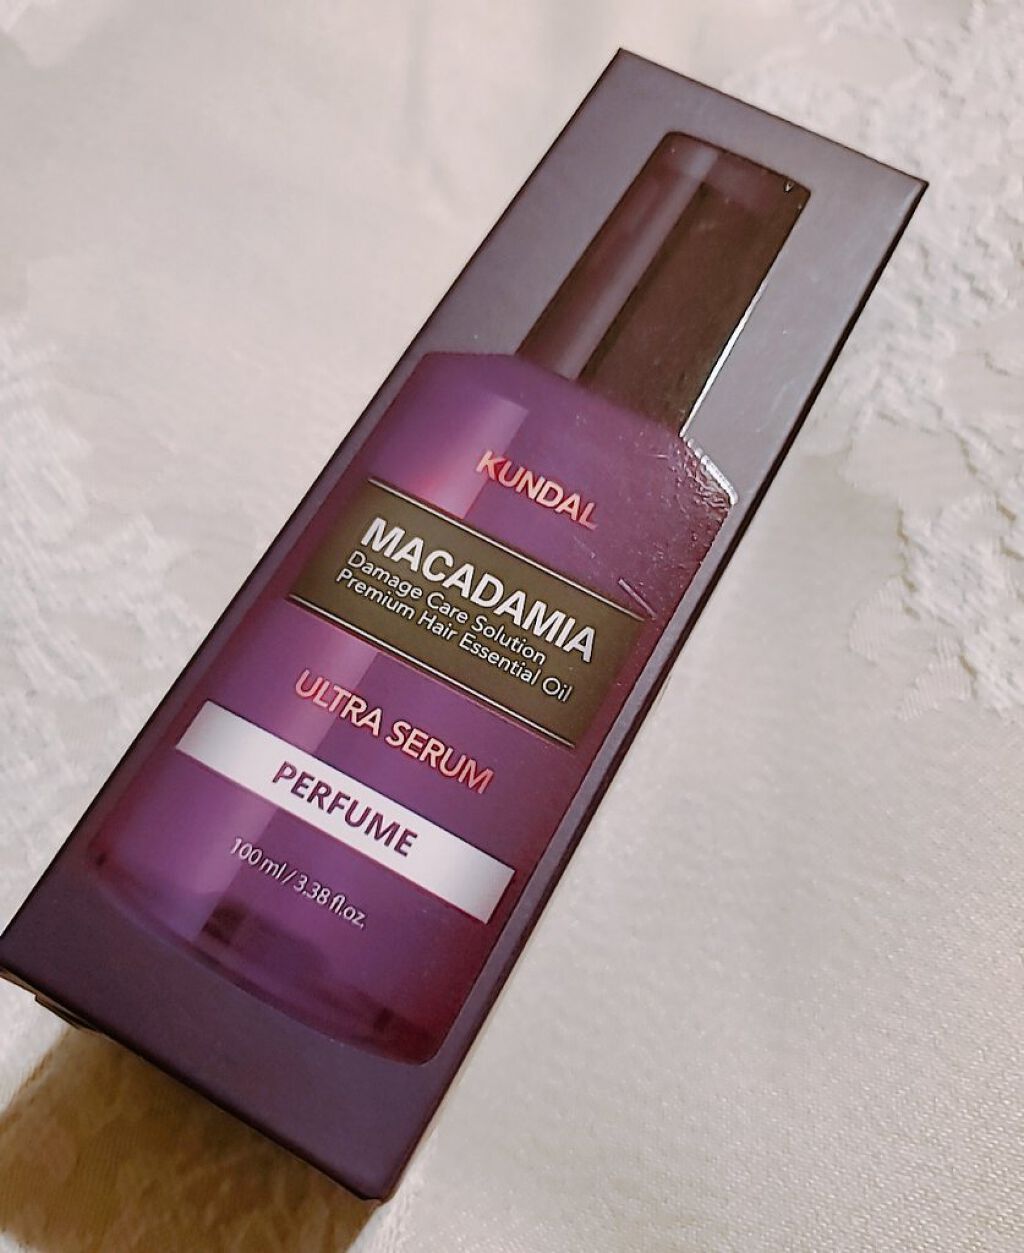 KUNDAL
MACADAMIA
Damage Care Solution
Premium Hair Essential Oil
ULTRA SERUM
PERFUME
100 ml / 3.38 fl.oz.